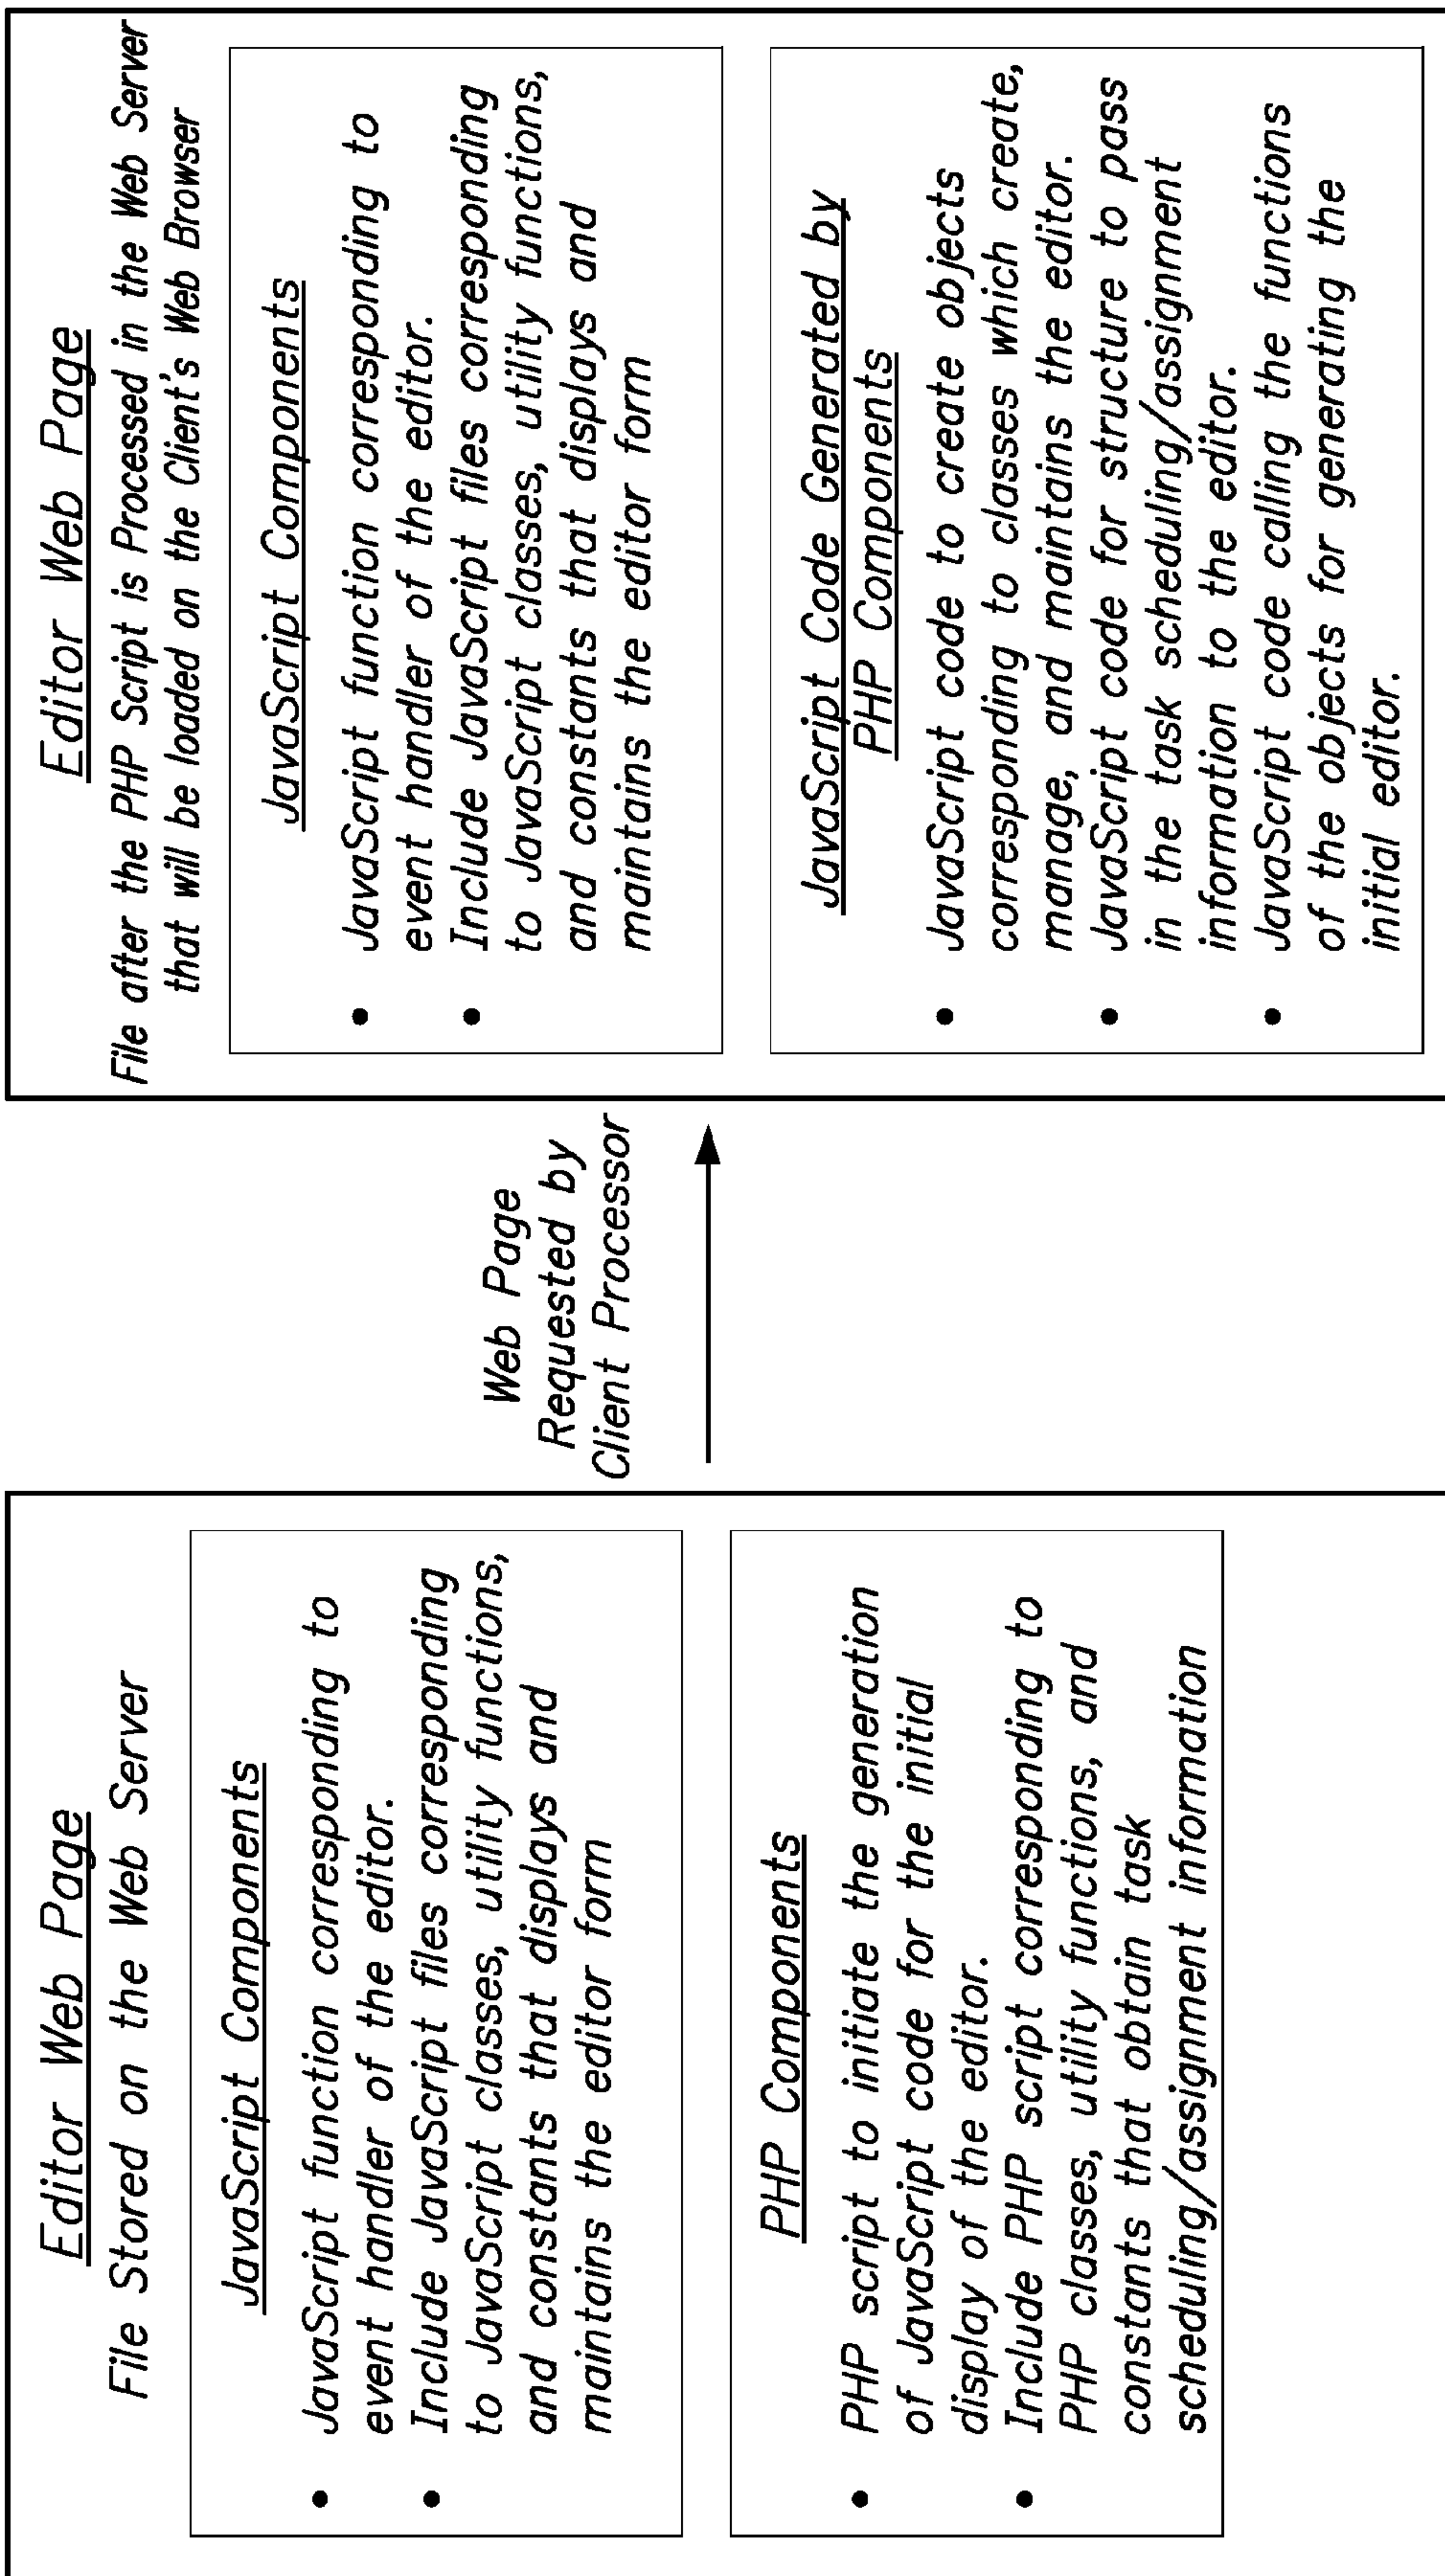 Editor Web Page
File Stored on the Web Server
JavaScript Components
• JavaScript function corresponding to
event handler of the editor.
• Include JavaScript files corresponding
to JavaScript classes, utility functions,
and constants that displays and
maintains the editor form
PHP Components
• PHP script to initiate the generation
of JavaScript code for the initial
display of the editor.
• Include PHP script corresponding to
PHP classes, utility functions, and
constants that obtain task
scheduling/assignment information
Web Page
Requested by
Client Processor
Editor Web Page
File after the PHP Script is Processed in the Web Server
that will be loaded on the Client's Web Browser
JavaScript Components
• JavaScript function corresponding to
event handler of the editor.
• Include JavaScript files corresponding
to JavaScript classes, utility functions,
and constants that displays and
maintains the editor form
JavaScript Code Generated by
PHP Components
• JavaScript code to create objects
corresponding to classes which create,
manage, and maintains the editor.
• JavaScript code for structure to pass
in the task scheduling/assignment
information to the editor.
• JavaScript code calling the functions
of the objects for generating the
initial editor.